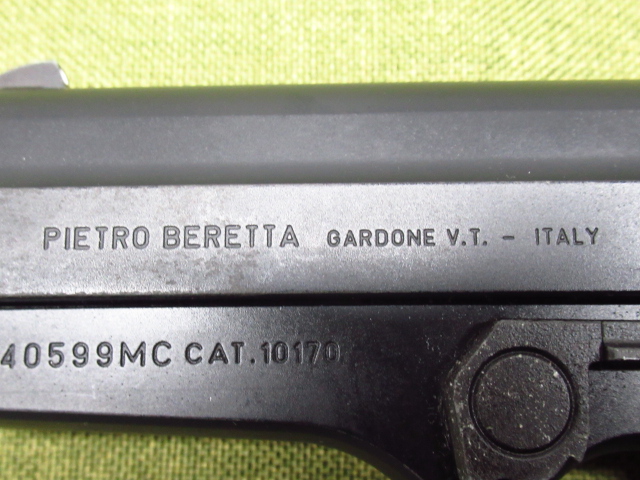 PIETRO BERETTA GARDONE V.T. - ITALY
40599MC CAT.10170